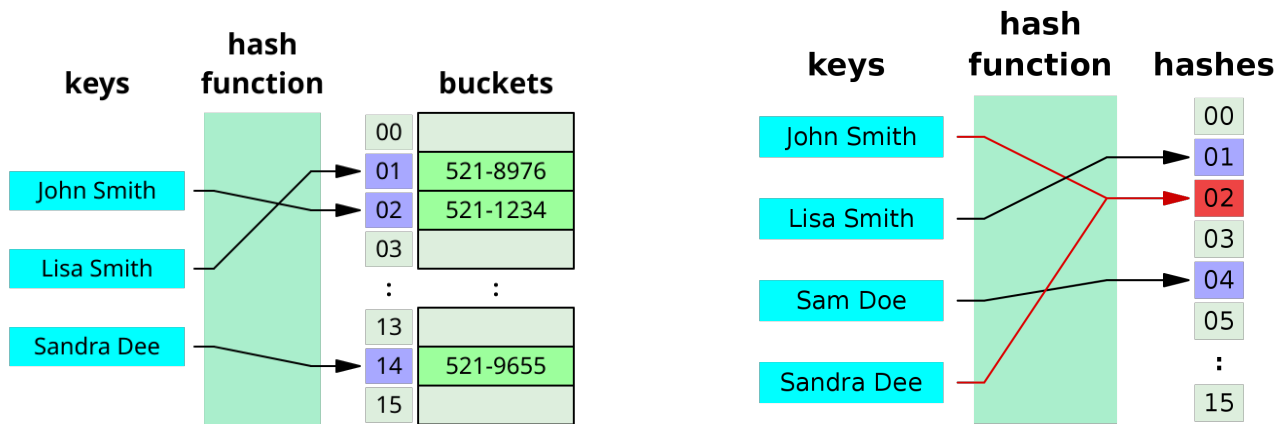 hash
keys function buckets
00
01 521-8976
John Smith
02 521-1234
03
Lisa Smith
: :
13
Sandra Dee
14 521-9655
15
hash
keys function hashes
00
John Smith
01
02
Lisa Smith
03
04
Sam Doe
05
:
Sandra Dee
15